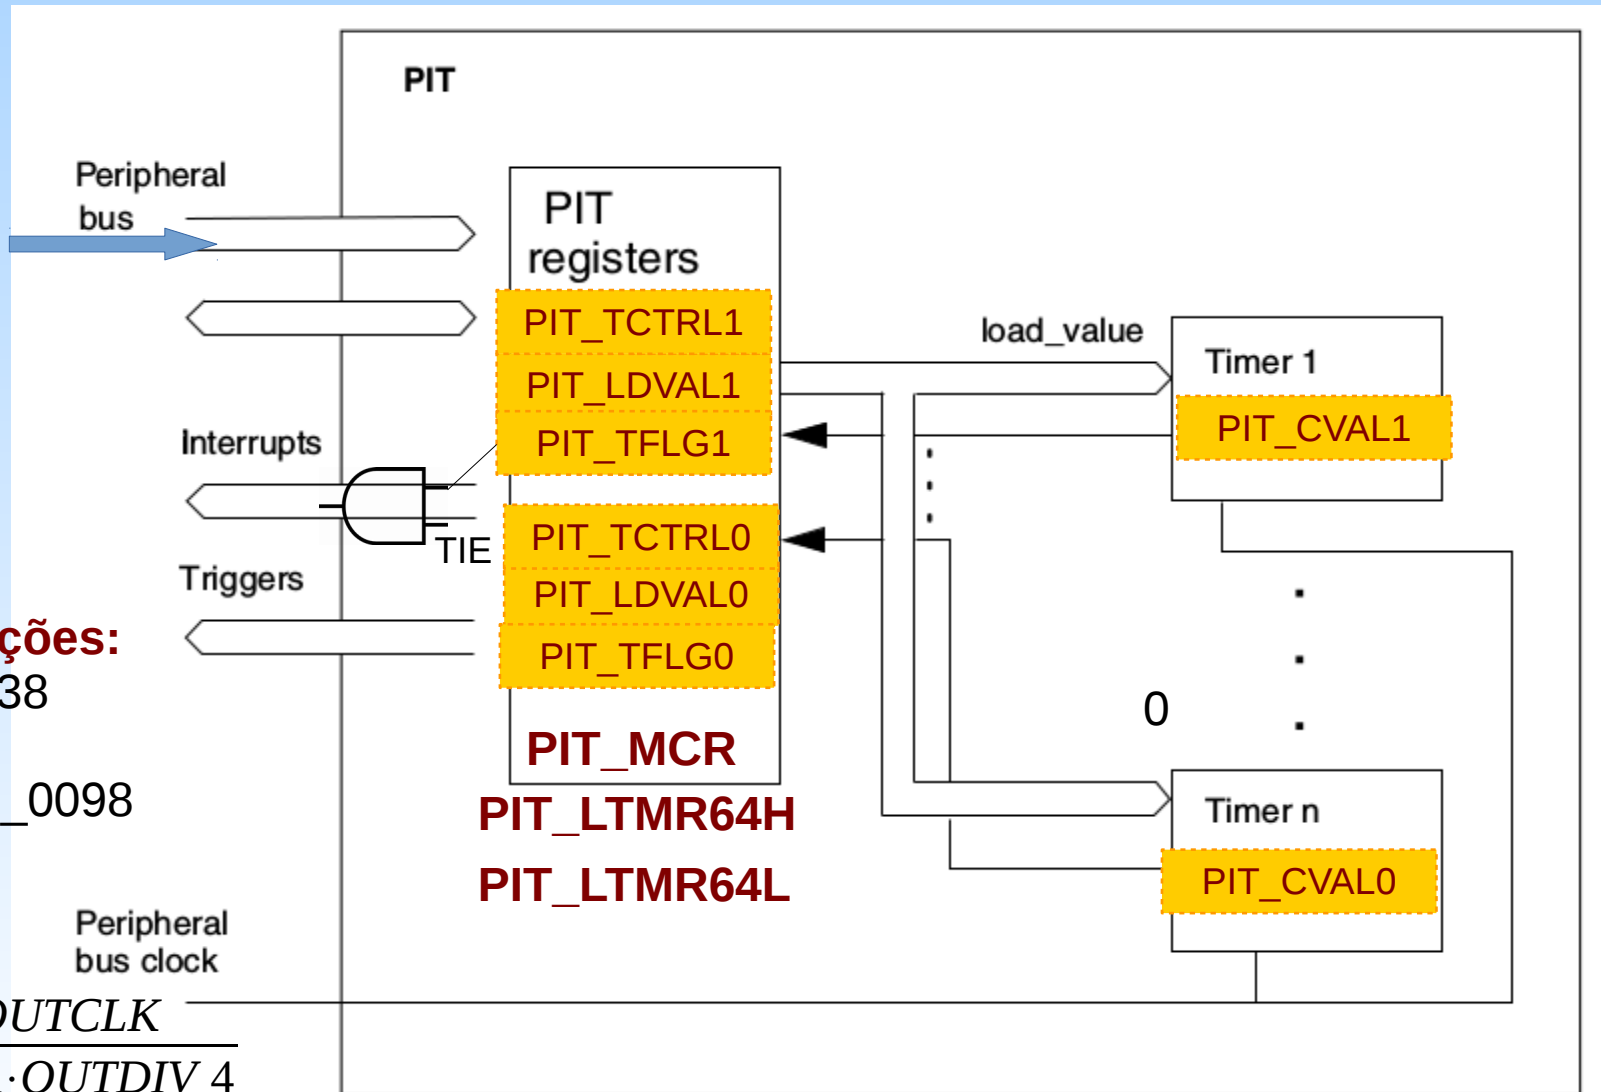 PIT
Peripheral
bus
PIT
registers
PIT_TCTRL1
PIT_LDVAL1
PIT_TFLG1
load_value
Timer 1
PIT_CVAL1
Interrupts
TIE
PIT_TCTRL0
PIT_LDVAL0
PIT_TFLG0
Triggers
ções:
38
_0098
PIT_MCR
PIT_LTMR64H
PIT_LTMR64L
0
Timer n
PIT_CVAL0
Peripheral
bus clock
OUTCLK
·OUTDIV 4